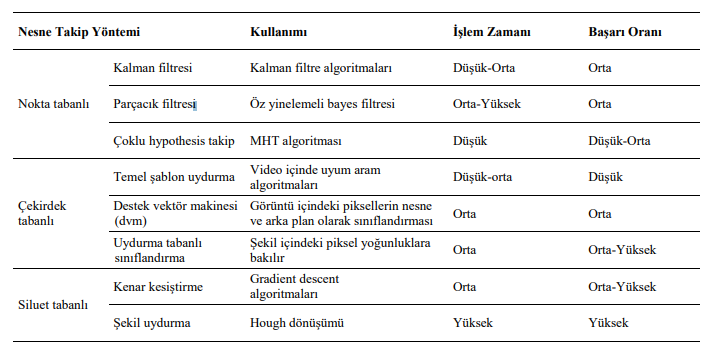 Nesne Takip Yöntemi Kullanımı İşlem Zamanı Başarı Oranı
Nokta tabanlı
Kalman filtresi Kalman filtre algoritmaları Düşük-Orta Orta
Parçacık filtresi Öz yinelemeli bayes filtresi Orta-Yüksek Orta
Çoklu hypothesis takip MHT algoritması Düşük Düşük-Orta
Çekirdek
tabanlı
Temel şablon uydurma Video içinde uyum aram
algoritmaları Düşük-orta Düşük
Destek vektör makinesi
(dvm) Görüntü içindeki piksellerin nesne
ve arka plan olarak sınıflandırması Orta Orta
Uydurma tabanlı
sınıflandırma Şekil içindeki piksel yoğunluklara
bakılır Orta Orta-Yüksek
Siluet tabanlı
Kenar kesiştirme Gradient descent
algoritmaları Orta Orta-Yüksek
Şekil uydurma Hough dönüşümü Yüksek Yüksek